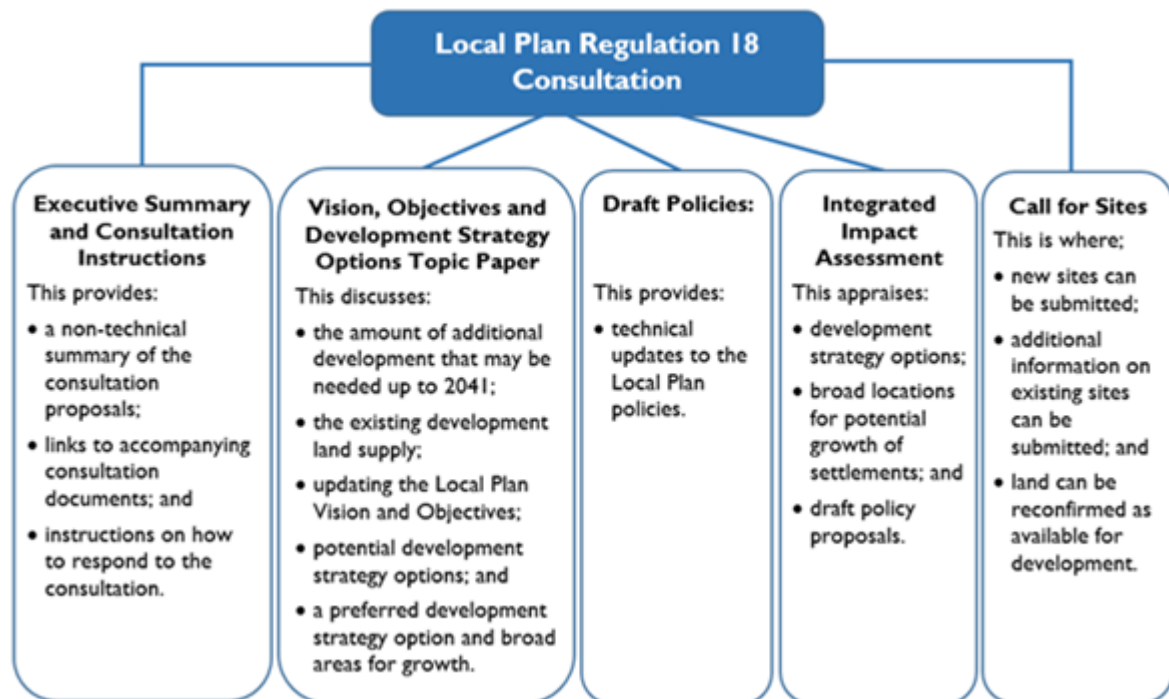 Local Plan Regulation 18
Consultation
Executive Summary
and Consultation
Instructions
This provides:
• a non-technical
summary of the
consultation
proposals;
• links to accompanying
consultation
documents; and
• instructions on how
to respond to the
consultation.
Vision, Objectives and
Development Strategy
Options Topic Paper
This discusses:
• the amount of additional
development that may be
needed up to 2041;
• the existing development
land supply;
• updating the Local Plan
Vision and Objectives;
• potential development
strategy options; and
• a preferred development
strategy option and broad
areas for growth.
Draft Policies:
This provides:
• technical
updates to the
Local Plan
policies.
Integrated
Impact
Assessment
This appraises:
• development
strategy options;
• broad locations
for potential
growth of
settlements; and
• draft policy
proposals.
Call for Sites
This is where;
• new sites can
be submitted;
• additional
information on
existing sites
can be
submitted; and
• land can be
reconfirmed as
available for
development.